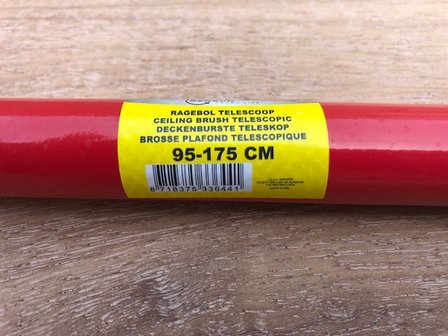 RAGEBOL TELESCOOP
CEILING BRUSH TELESCOPIC
DECKENBURSTE TELESKOP
BROSSE PLAFOND TELESCOPIQUE
95-175 CM
8 718375 336441